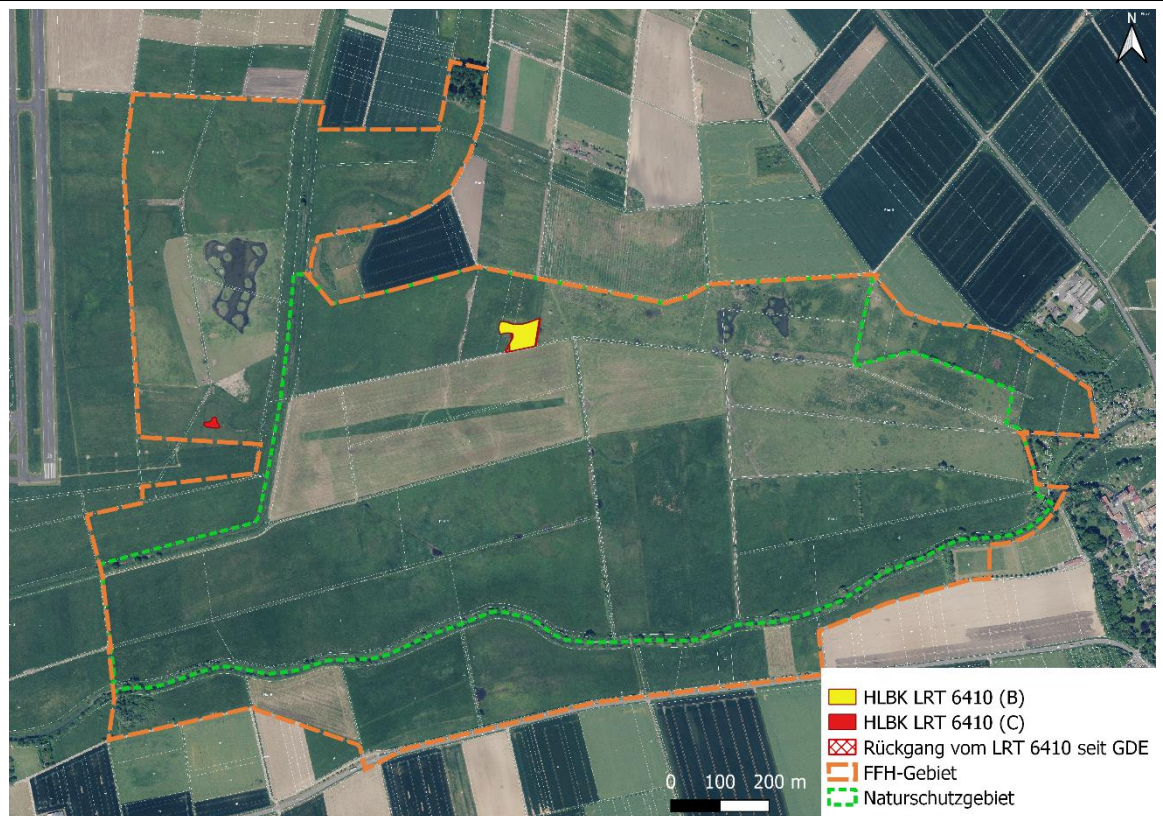 N
HLBK LRT 6410 (B)
HLBK LRT 6410 (C)
Rückgang vom LRT 6410 seit GDE
FFH-Gebiet
Naturschutzgebiet
0 100 200 m